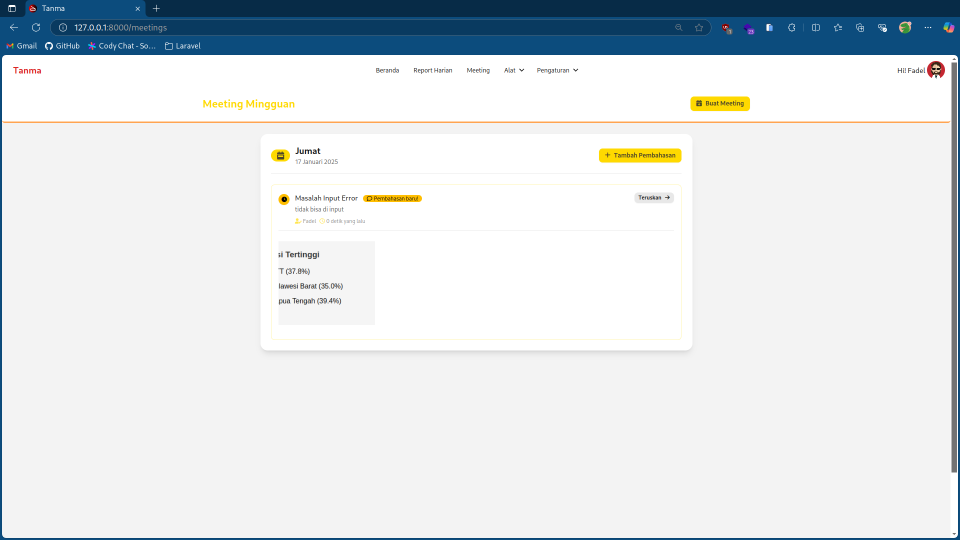 Tanma
127.0.0.1:8000/meetings
Gmail GitHub Cody Chat - So... Laravel
Tanma Beranda Report Harian Meeting Alat Pengaturan Hi! Fadel
Meeting Mingguan Buat Meeting
Jumat
17 Januari 2025
Tambah Pembahasan
Masalah Input Error Pembahasan baru! Teruskan
tidak bisa di input
Fadel 0 detik yang lalu
si Tertinggi
T (37.8%)
lawesi Barat (35.0%)
pua Tengah (39.4%)